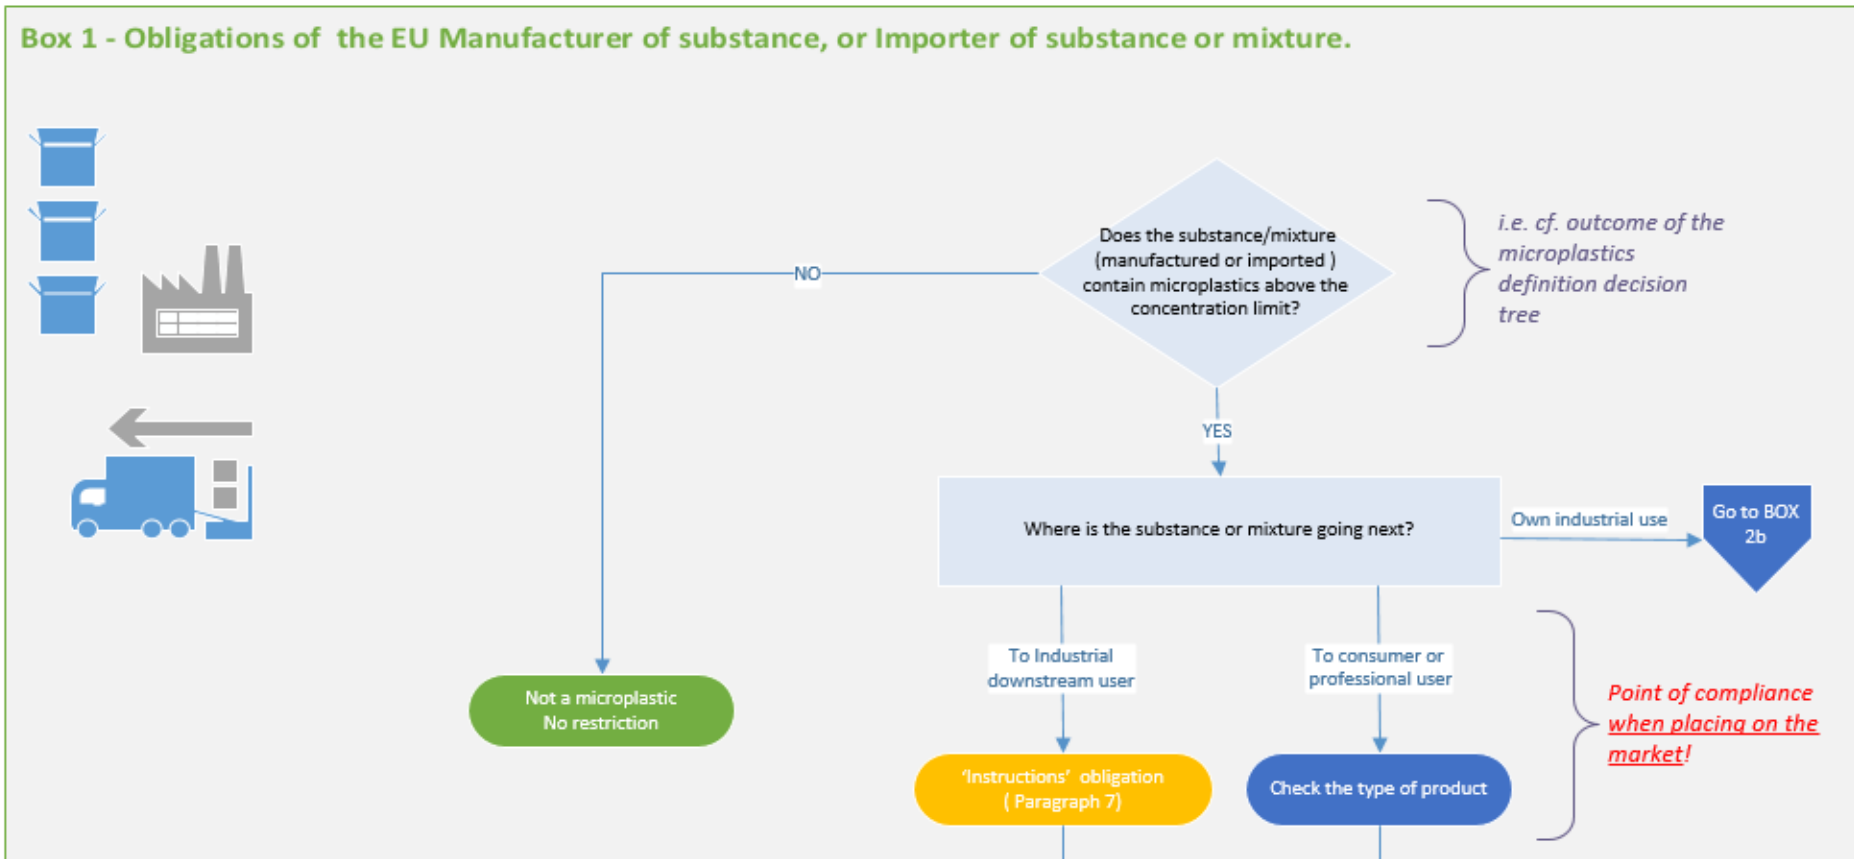 Box 1 - Obligations of the EU Manufacturer of substance, or Importer of substance or mixture.
Does the substance/mixture
(manufactured or imported )
contain microplastics above the
concentration limit?
i.e. cf. outcome of the
microplastics
definition decision
tree
NO
YES
Where is the substance or mixture going next?
Own industrial use
Go to BOX
2b
To Industrial
downstream user
To consumer or
professional user
Not a microplastic
No restriction
Point of compliance
when placing on the
market!
‘Instructions’ obligation
( Paragraph 7)
Check the type of product